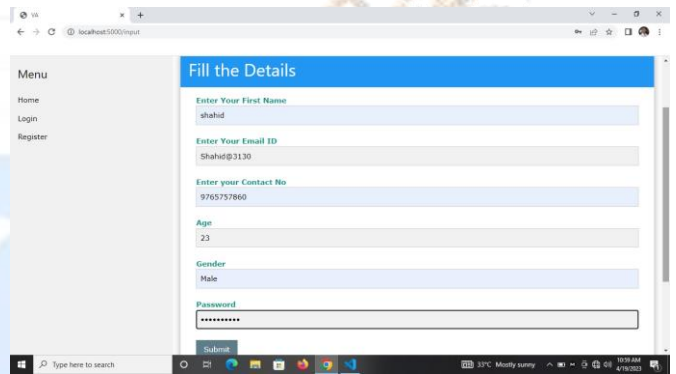 VA
localhost:5000/input
Menu
Home
Login
Register
Fill the Details
Enter Your First Name
shahid
Enter Your Email ID
Shahid@3130
Enter your Contact No
9765757860
Age
23
Gender
Male
Password
••••••••••
Submit
Type here to search
33°C Mostly sunny
10:59 AM
4/19/2023